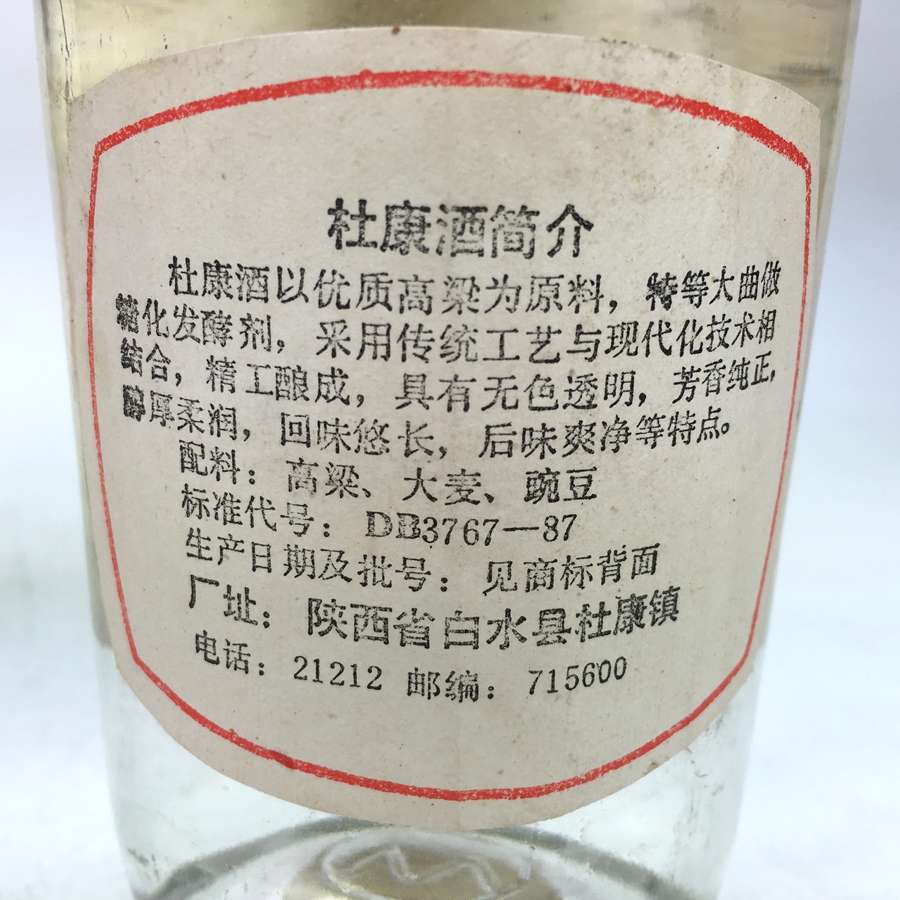 杜康酒简介
杜康酒以优质高粱为原料，特等大曲做
糖化发酵剂，采用传统工艺与现代化技术相
结合，精工酿成，具有无色透明，芳香纯正，
醇厚柔润，回味悠长，后味爽净等特点。
配料：高粱、大麦、豌豆
标准代号：DB3767—87
生产日期及批号：见商标背面
厂址：陕西省白水县杜康镇
电话：21212 邮编：715600